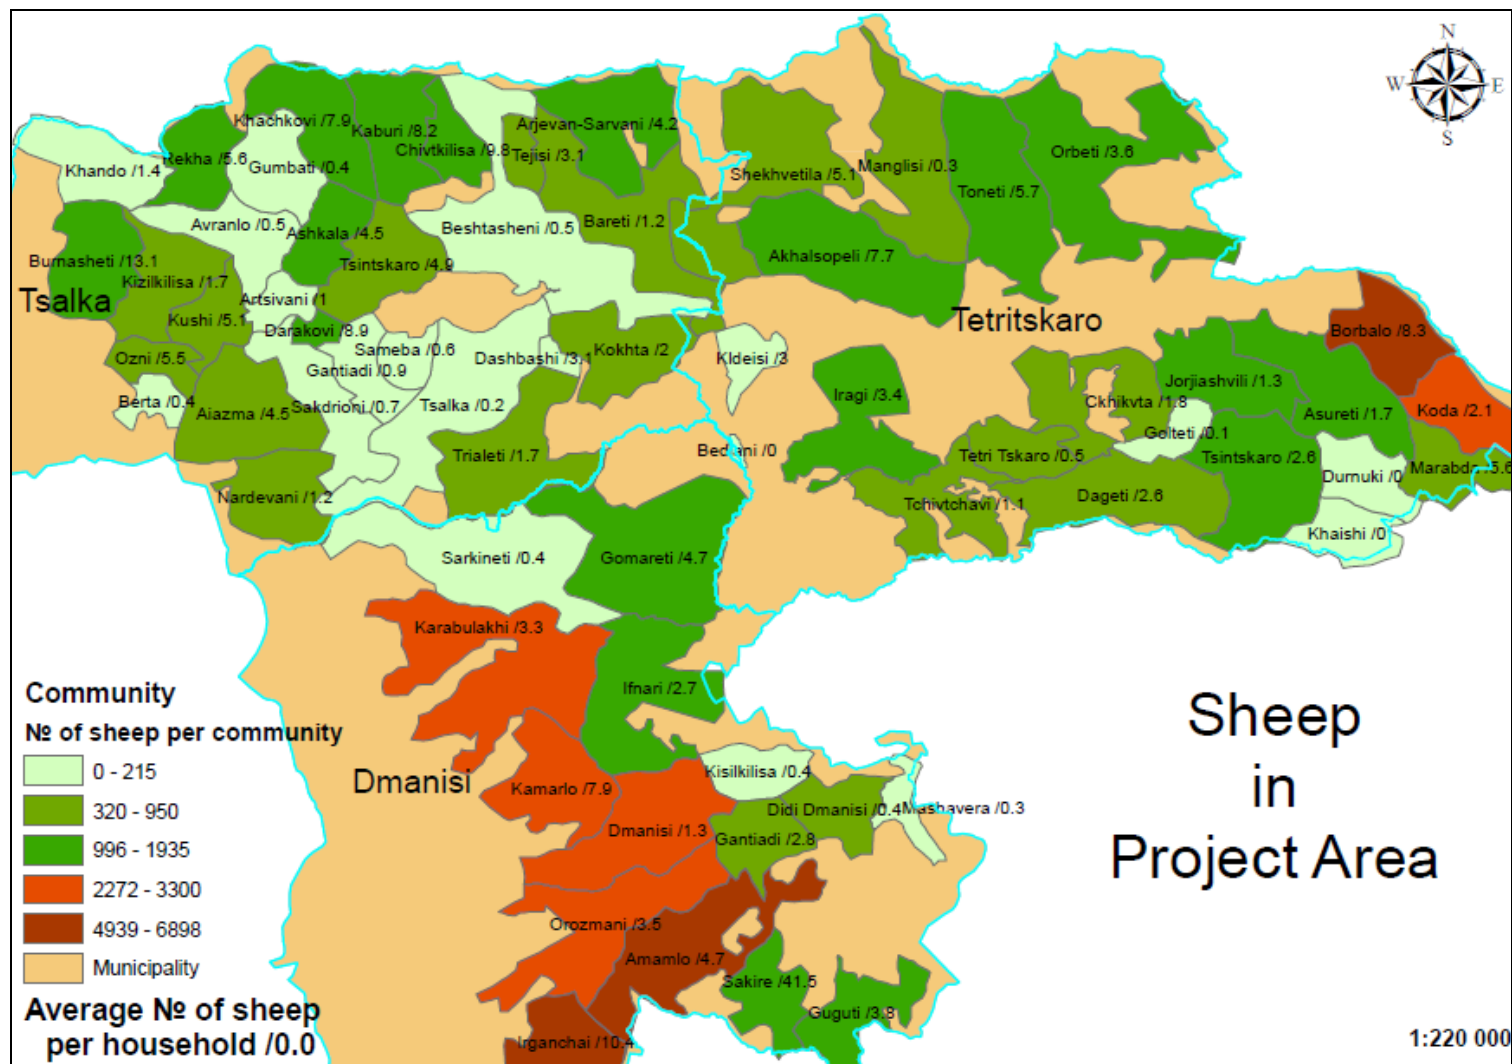 N
W
E
S
Khachkovi /7.9
Kaburi /8.2
Arjevan-Sarvani /4.2
Chivtkilisa /9.8
Tejisi /3.1
Orbeti /3.6
Rekha /5.6
Khando /1.4
Gumbati /0.4
Shekhvetila /5.1
Manglisi /0.3
Toneti /5.7
Avranlo /0.5
Ashkala /4.5
Beshtasheni /0.5
Bareti /1.2
Burnasheti /13.1
Tsintskaro /4.9
Akhalsopeli /7.7
Kizilkilisa /1.7
Tsalka
Artsivani /1
Kushi /5.1
Tetritskaro
Darakovi /8.9
Borbalo /8.3
Sameba /0.6
Kokhta /2
Ozni /5.5
Dashbashi /3.1
Kldeisi /3
Gantiadi /0.9
Jorjiashvili /1.3
Berta /0.4
Iragi /3.4
Ckhikvta /1.8
Aiazma /4.5
Sakdrioni /0.7
Tsalka /0.2
Asureti /1.7
Koda /2.1
Golteti /0.1
Trialeti /1.7
Bediani /0
Tetri Tskaro /0.5
Tsintskaro /2.6
Marabda /5.6
Durnuki /0
Nardevani /1.2
Tchivtchavi /1.1
Dageti /2.6
Khaishi /0
Sarkineti /0.4
Gomareti /4.7
Karabulakhi /3.3
Ifnari /2.7
Community
№ of sheep per community
0 - 215
320 - 950
996 - 1935
2272 - 3300
4939 - 6898
Municipality
Average № of sheep
per household /0.0
Dmanisi
Kamarlo /7.9
Kisilkilisa /0.4
Didi Dmanisi /0.4
Mashavera /0.3
Dmanisi /1.3
Gantiadi /2.8
Orozmani /3.5
Amamlo /4.7
Sakire /41.5
Guguti /3.8
Irganchai /10.4
Sheep
in
Project Area
1:220 000